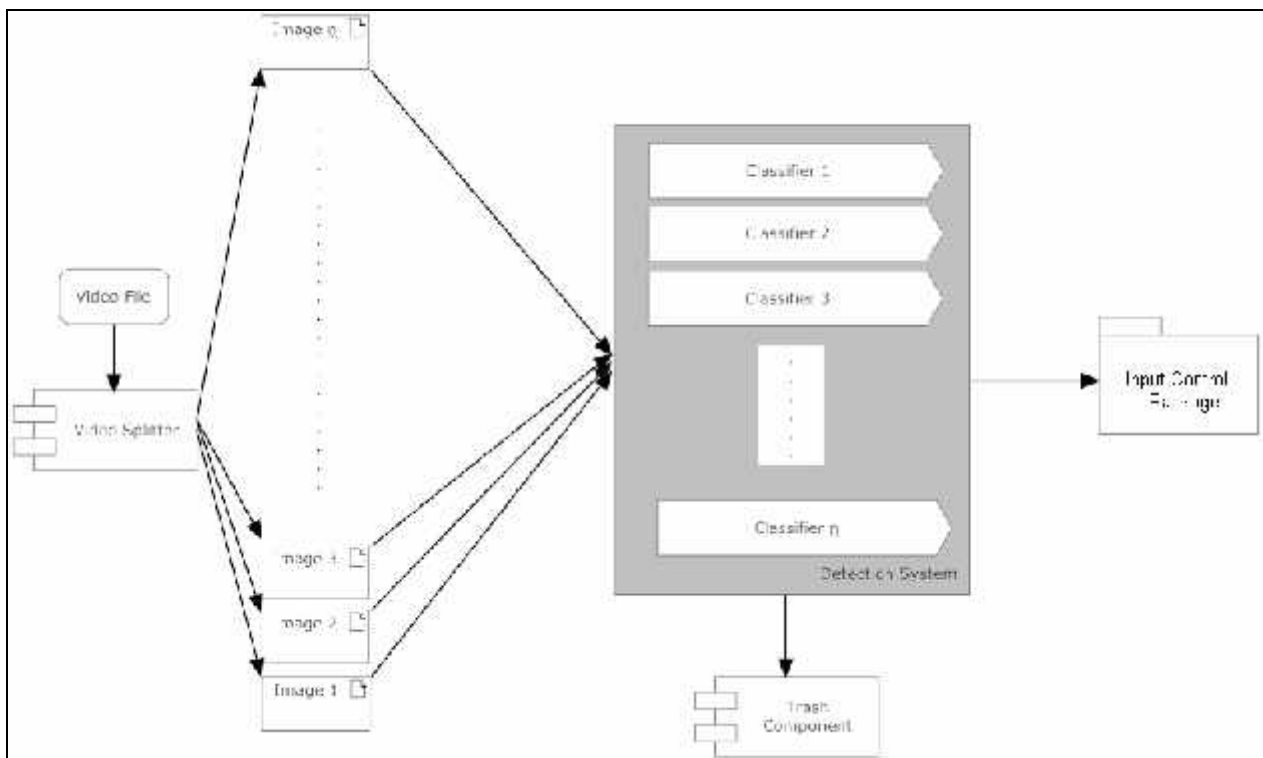 Image η
Classifier 1
Classifier 2
Classifier 3
Video File
Input Control
Package
Video Splitter
Classifier η
Image 3
Detection System
Image 2
Image 1
Trash
Component